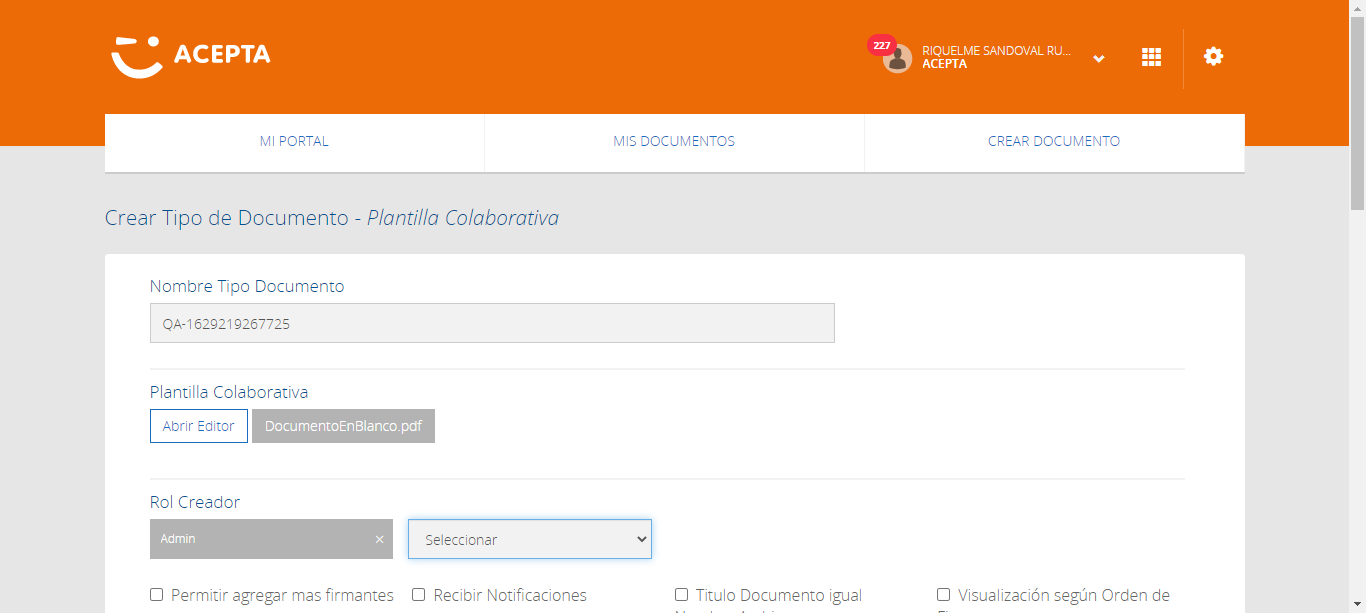 ACEPTA
227
RIQUELME SANDOVAL RU...
ACEPTA
MI PORTAL
MIS DOCUMENTOS
CREAR DOCUMENTO
Crear Tipo de Documento - Plantilla Colaborativa
Nombre Tipo Documento
QA-1629219267725
Plantilla Colaborativa
Abrir Editor
DocumentoEnBlanco.pdf
Rol Creador
Admin ×
Seleccionar
Permitir agregar mas firmantes
Recibir Notificaciones
Titulo Documento igual
Visualización según Orden de